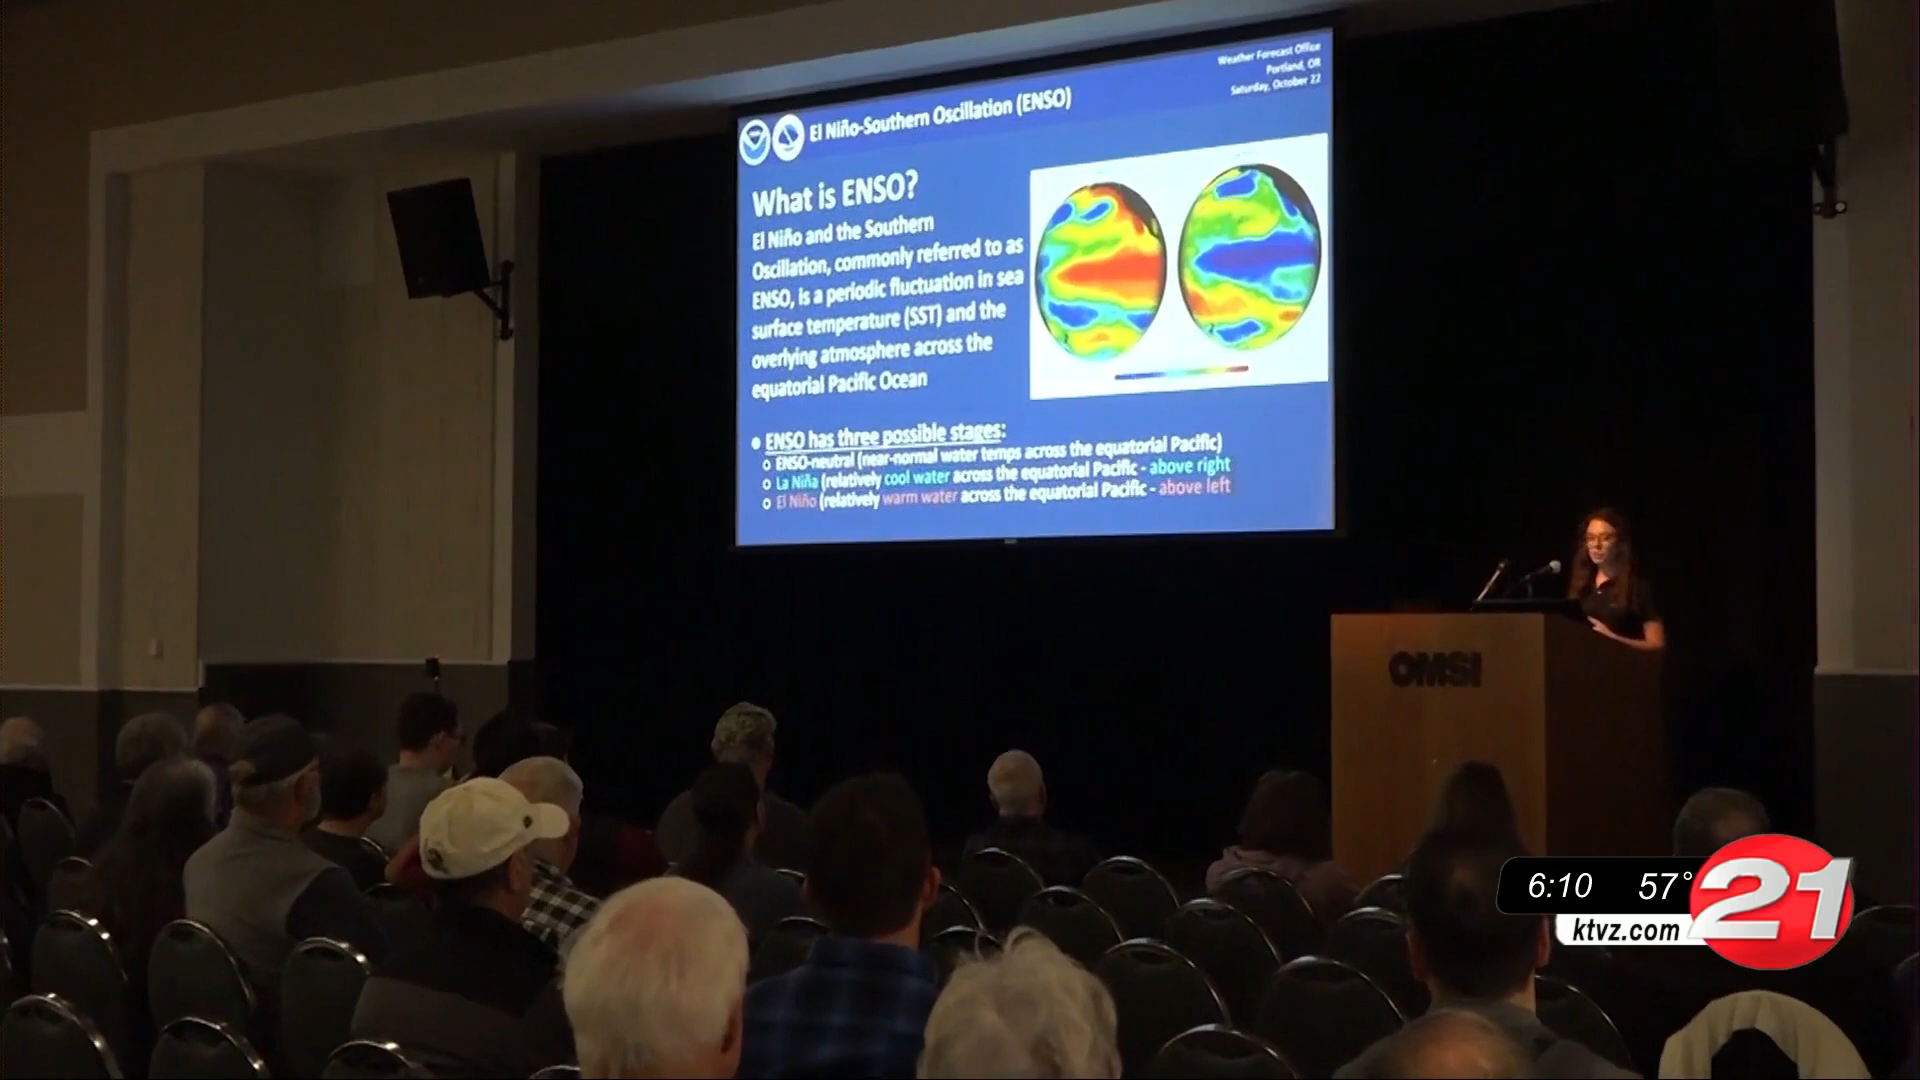 Weather Forecast Office
Portland, OR
Saturday, October 22
El Niño-Southern Oscillation (ENSO)
What is ENSO?
El Niño and the Southern
Oscillation, commonly referred to as
ENSO, is a periodic fluctuation in sea
surface temperature (SST) and the
overlying atmosphere across the
equatorial Pacific Ocean
• ENSO has three possible stages:
o ENSO-neutral (near-normal water temps across the equatorial Pacific)
o La Niña (relatively cool water across the equatorial Pacific - above right
o El Niño (relatively warm water across the equatorial Pacific - above left
OMSI
6:10 57°
21
ktvz.com